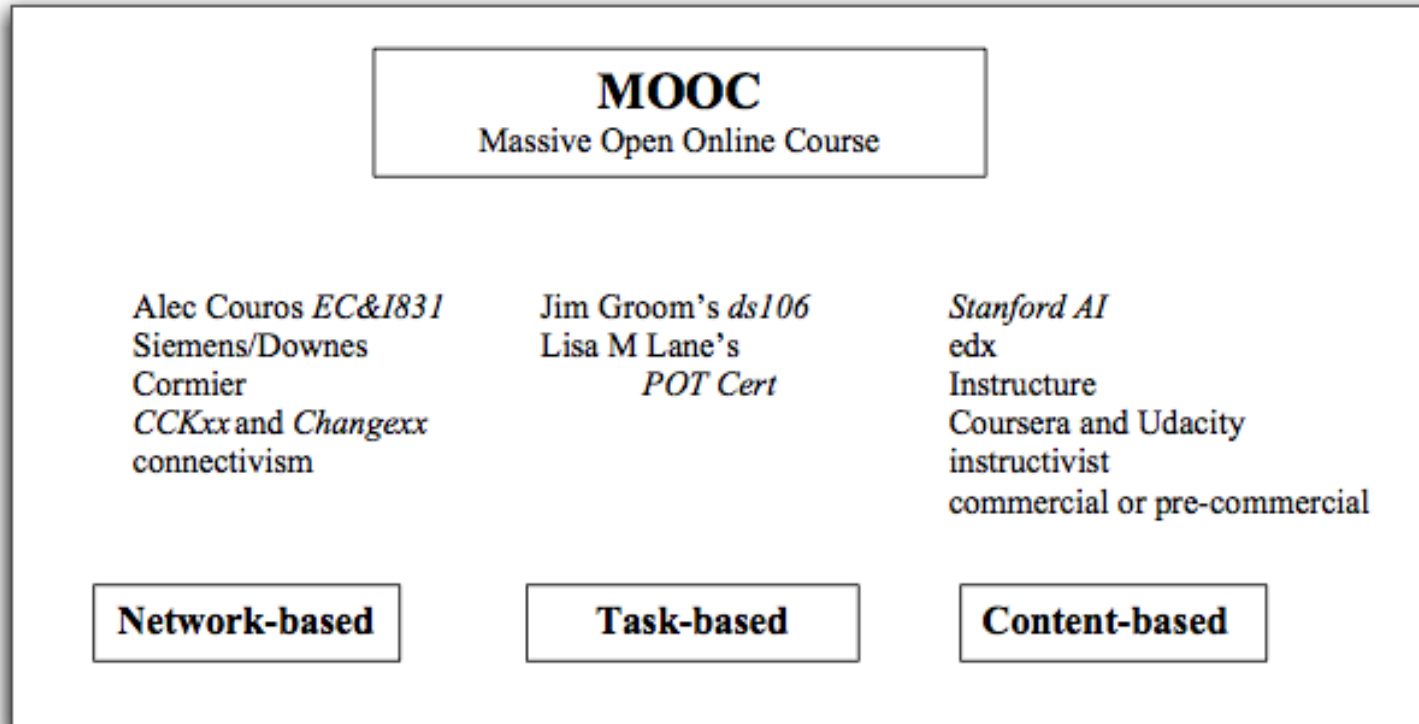 MOOC
Massive Open Online Course
Alec Couros EC&I831
Siemens/Downes
Cormier
CCKxx and Changexx
connectivism
Jim Groom's ds106
Lisa M Lane's
POT Cert
Stanford AI
edx
Instructure
Coursera and Udacity
instructivist
commercial or pre-commercial
Network-based
Task-based
Content-based